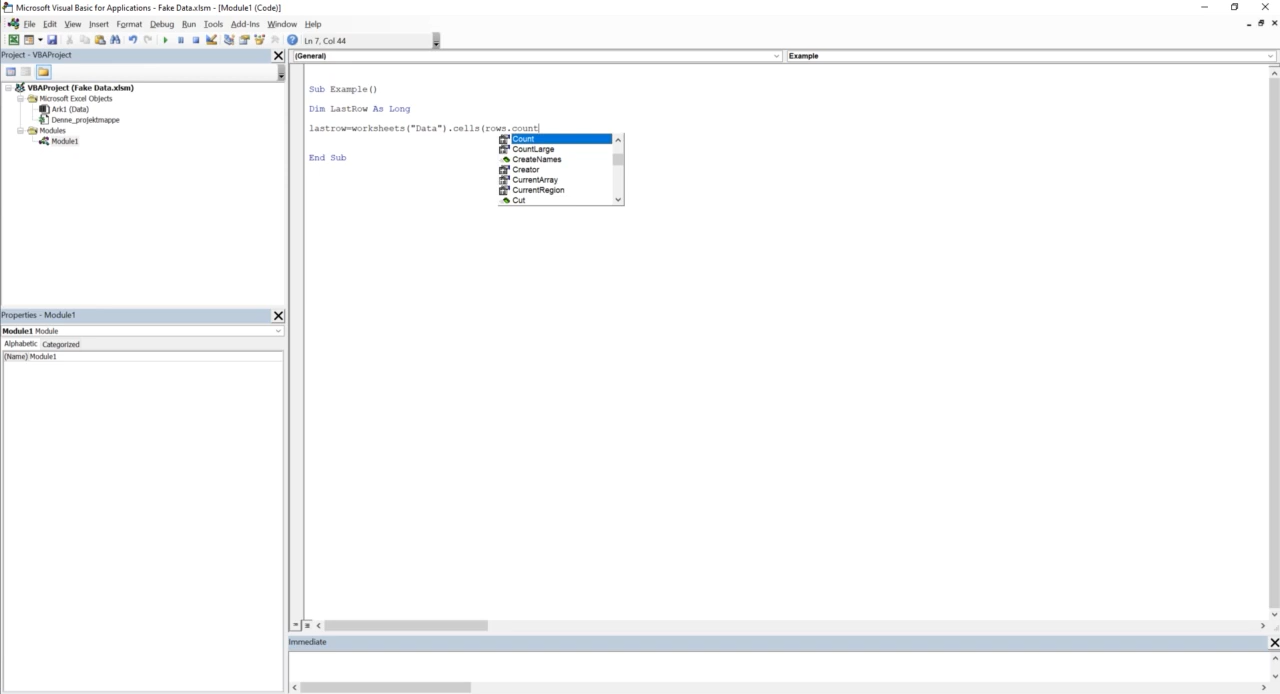 Microsoft Visual Basic for Applications - Fake Data.xlsm - [Module1 (Code)]
File Edit View Insert Format Debug Run Tools Add-Ins Window Help
Ln 7, Col 44
Project - VBAProject
(General)
Example
VBAProject (Fake Data.xlsm)
Microsoft Excel Objects
Ark1 (Data)
Denne_projektmappe
Modules
Module1
Sub Example()
Dim LastRow As Long
lastrow=worksheets("Data").cells(rows.count
Count
CountLarge
CreateNames
Creator
CurrentArray
CurrentRegion
Cut
End Sub
Properties - Module1
Module1 Module
Alphabetic Categorized
(Name) Module1
Immediate